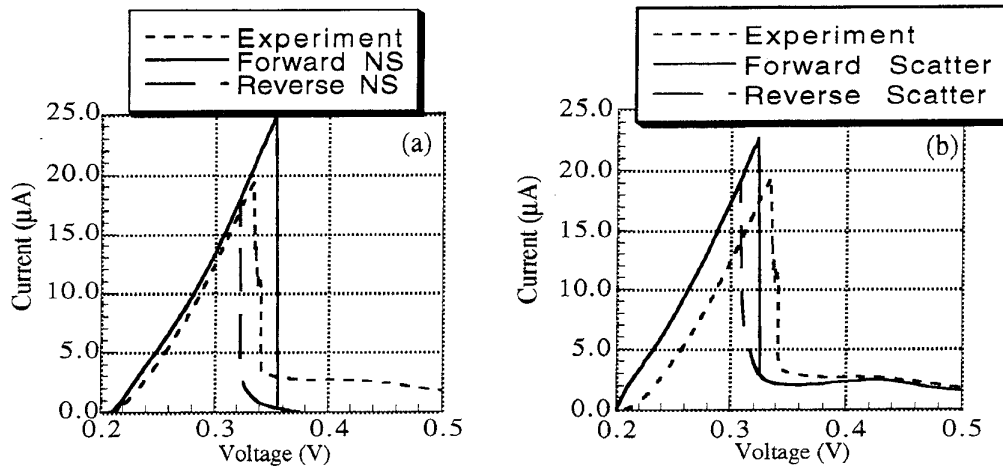 Experiment
Forward NS
Reverse NS
25.0
20.0
15.0
10.0
5.0
0.0
Current (μA)
(a)
0.2
0.3
0.4
0.5
Voltage (V)
Experiment
Forward Scatter
Reverse Scatter
25.0
20.0
15.0
10.0
5.0
0.0
Current (μA)
(b)
0.2
0.3
0.4
0.5
Voltage (V)